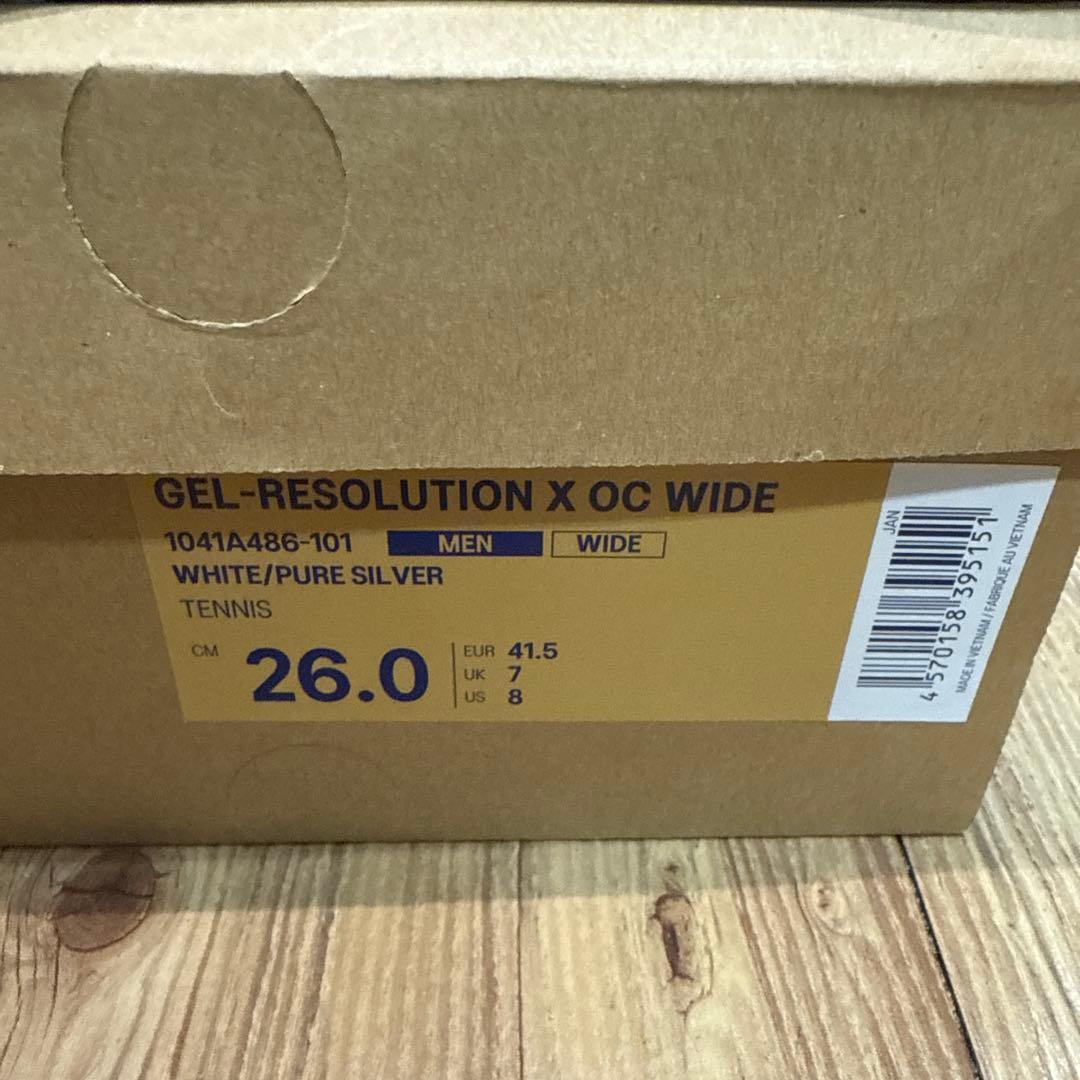 GEL-RESOLUTION X OC WIDE
1041A486-101 MEN WIDE
WHITE/PURE SILVER
TENNIS
CM 26.0
EUR 41.5
UK 7
US 8
JAN
4570158395151
MADE IN VIETNAM / FABRIQUE AU VIETNAM